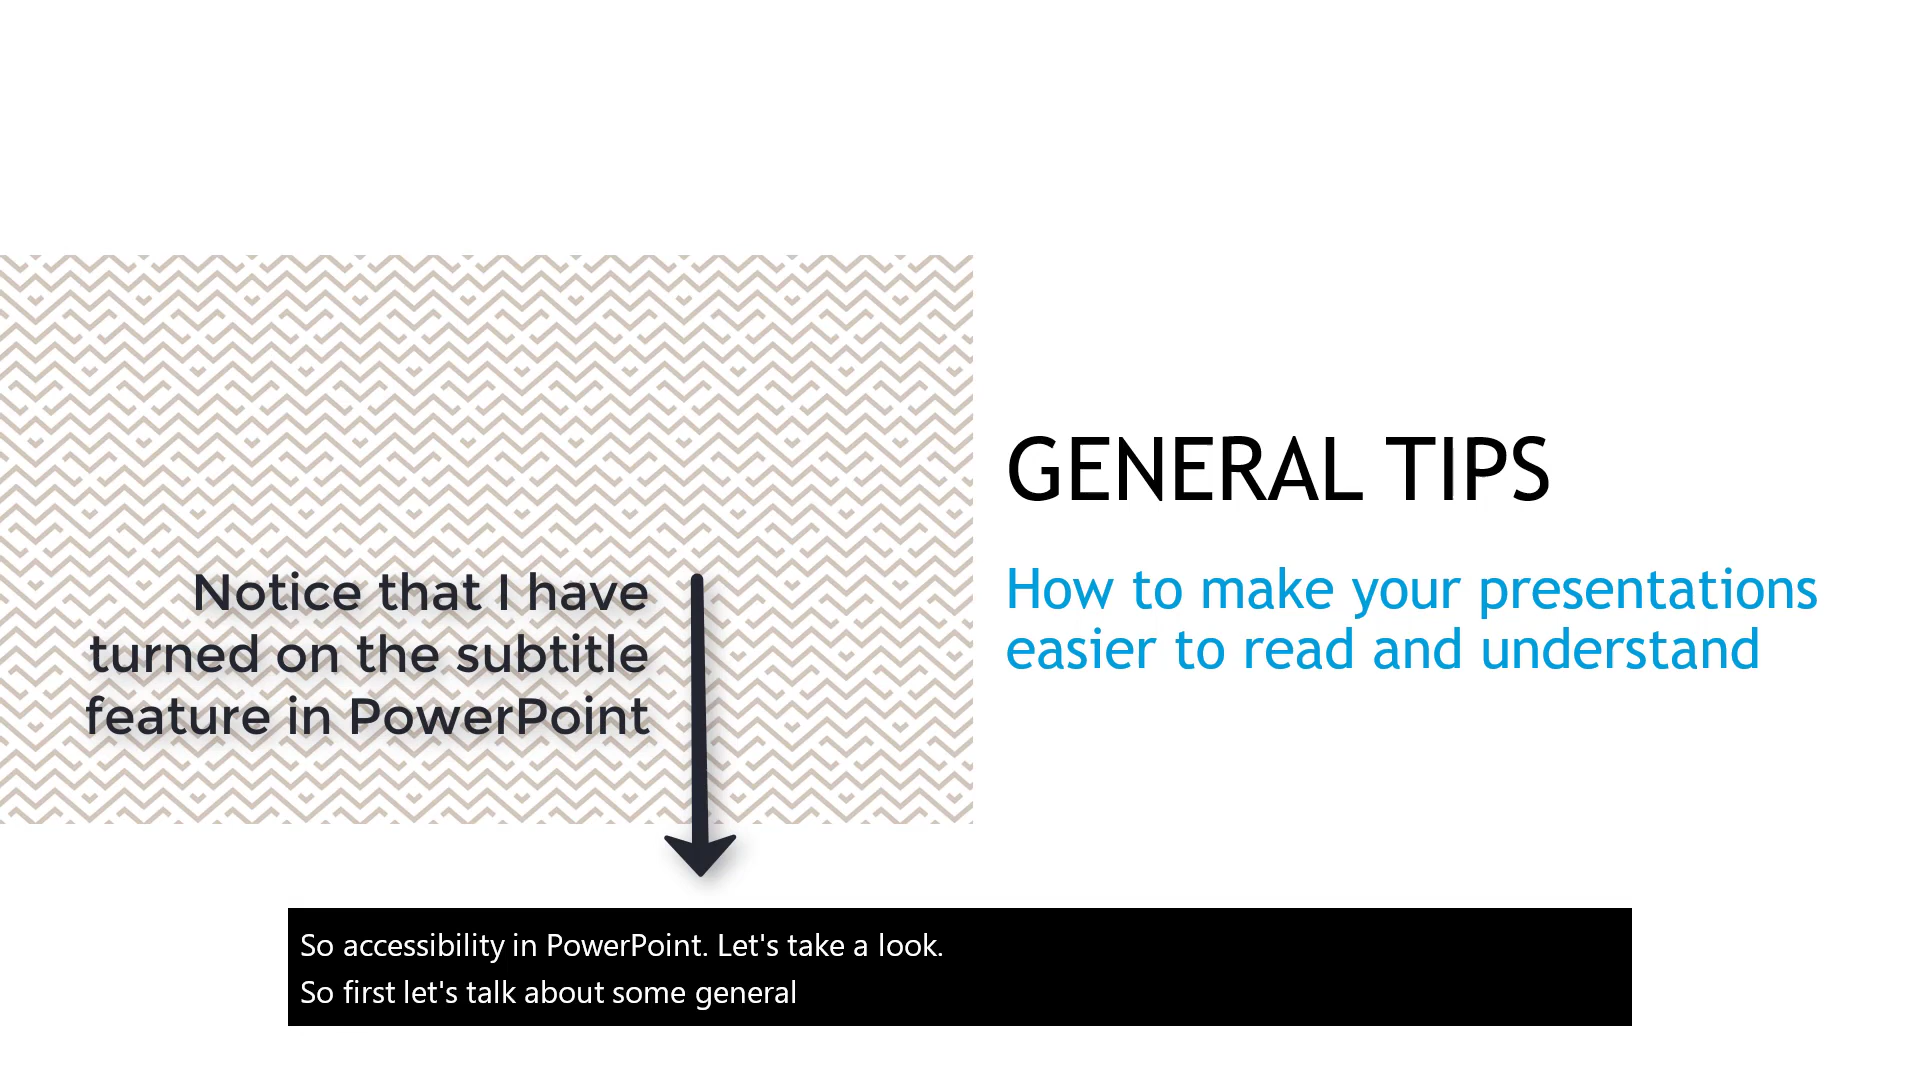 GENERAL TIPS
How to make your presentations
easier to read and understand
Notice that I have
turned on the subtitle
feature in PowerPoint
So accessibility in PowerPoint. Let's take a look.
So first let's talk about some general